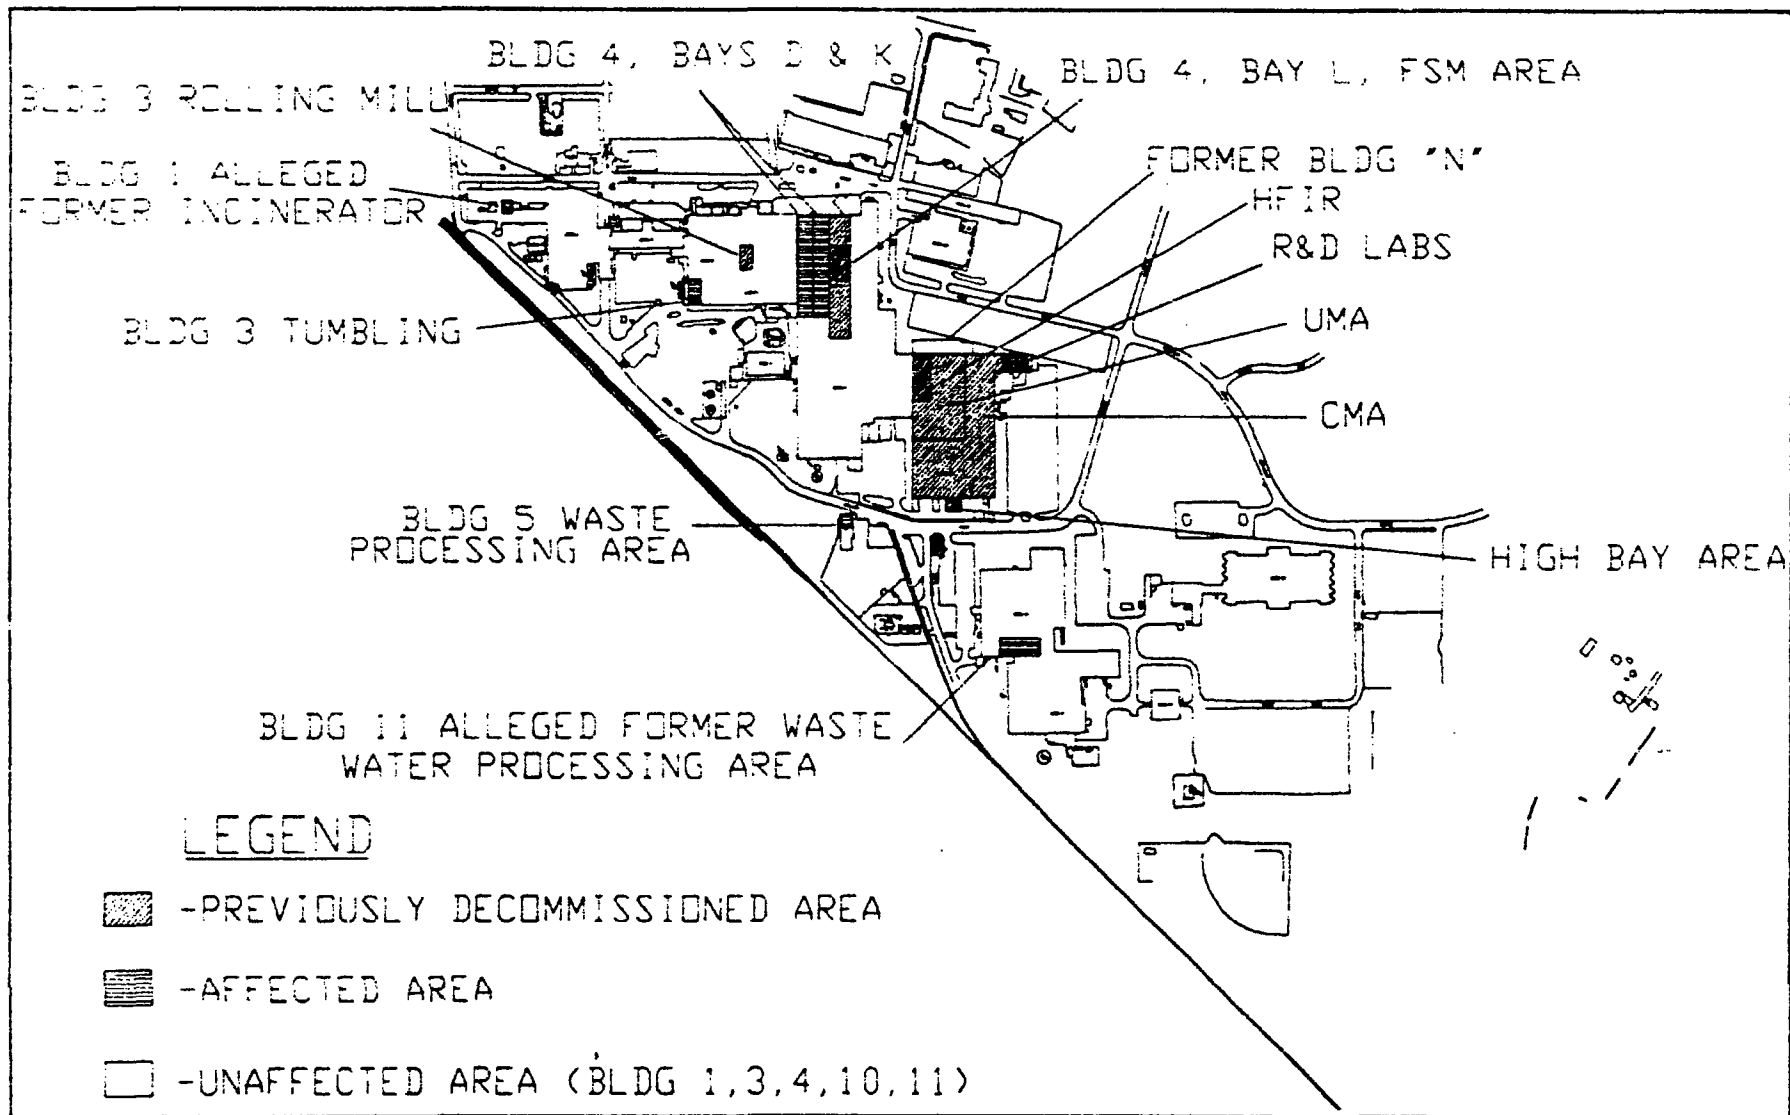 BLDG 4, BAYS D & K
BLDG 4, BAY L, FSM AREA
BLDG 3 ROLLING MILL
FORMER BLDG "N"
BLDG 1 ALLEGED
FORMER INCINERATOR
HFIR
R&D LABS
BLDG 3 TUMBLING
UMA
CMA
BLDG 5 WASTE
PROCESSING AREA
HIGH BAY AREA
BLDG 11 ALLEGED FORMER WASTE
WATER PROCESSING AREA
LEGEND
-PREVIOUSLY DECOMMISSIONED AREA
-AFFECTED AREA
-UNAFFECTED AREA (BLDG 1,3,4,10,11)